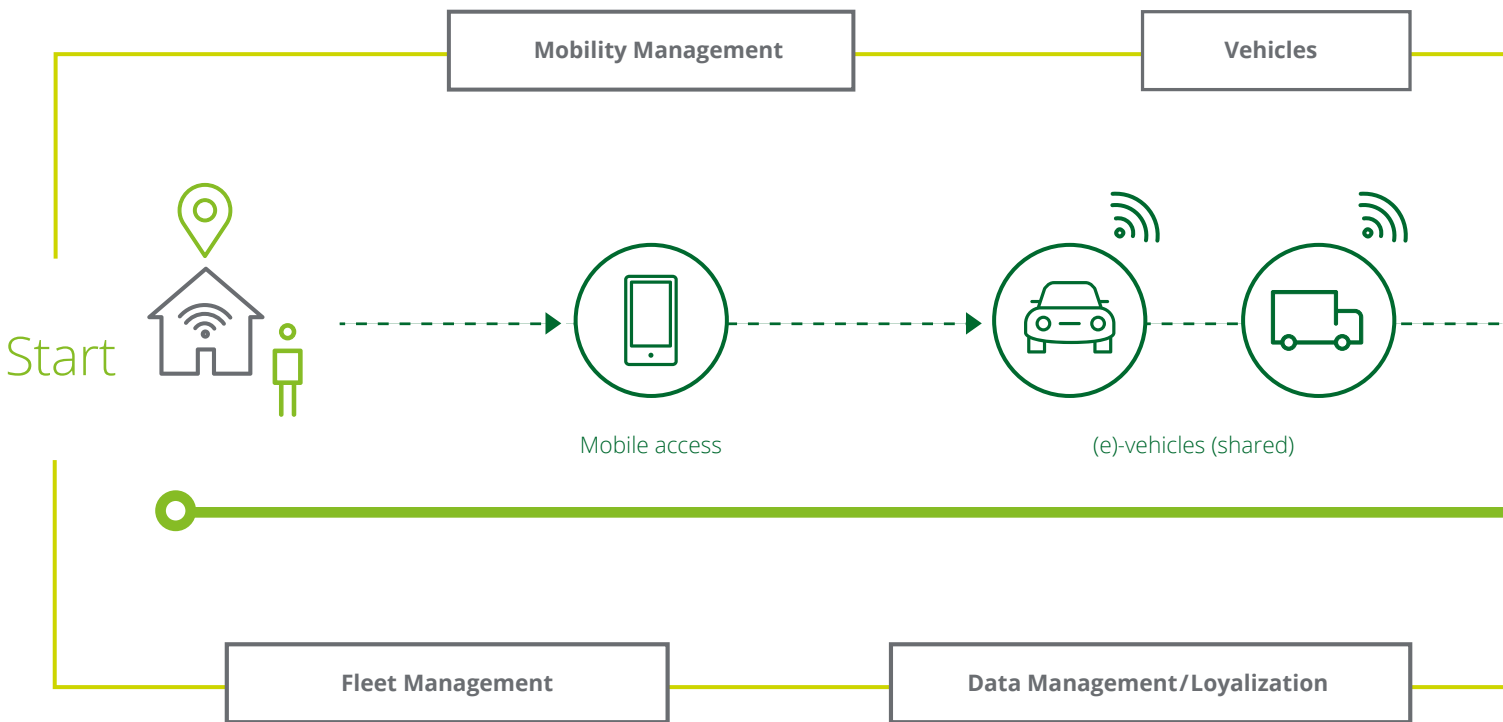 Mobility Management
Vehicles
Start
Mobile access
(e)-vehicles (shared)
Fleet Management
Data Management/Loyalization